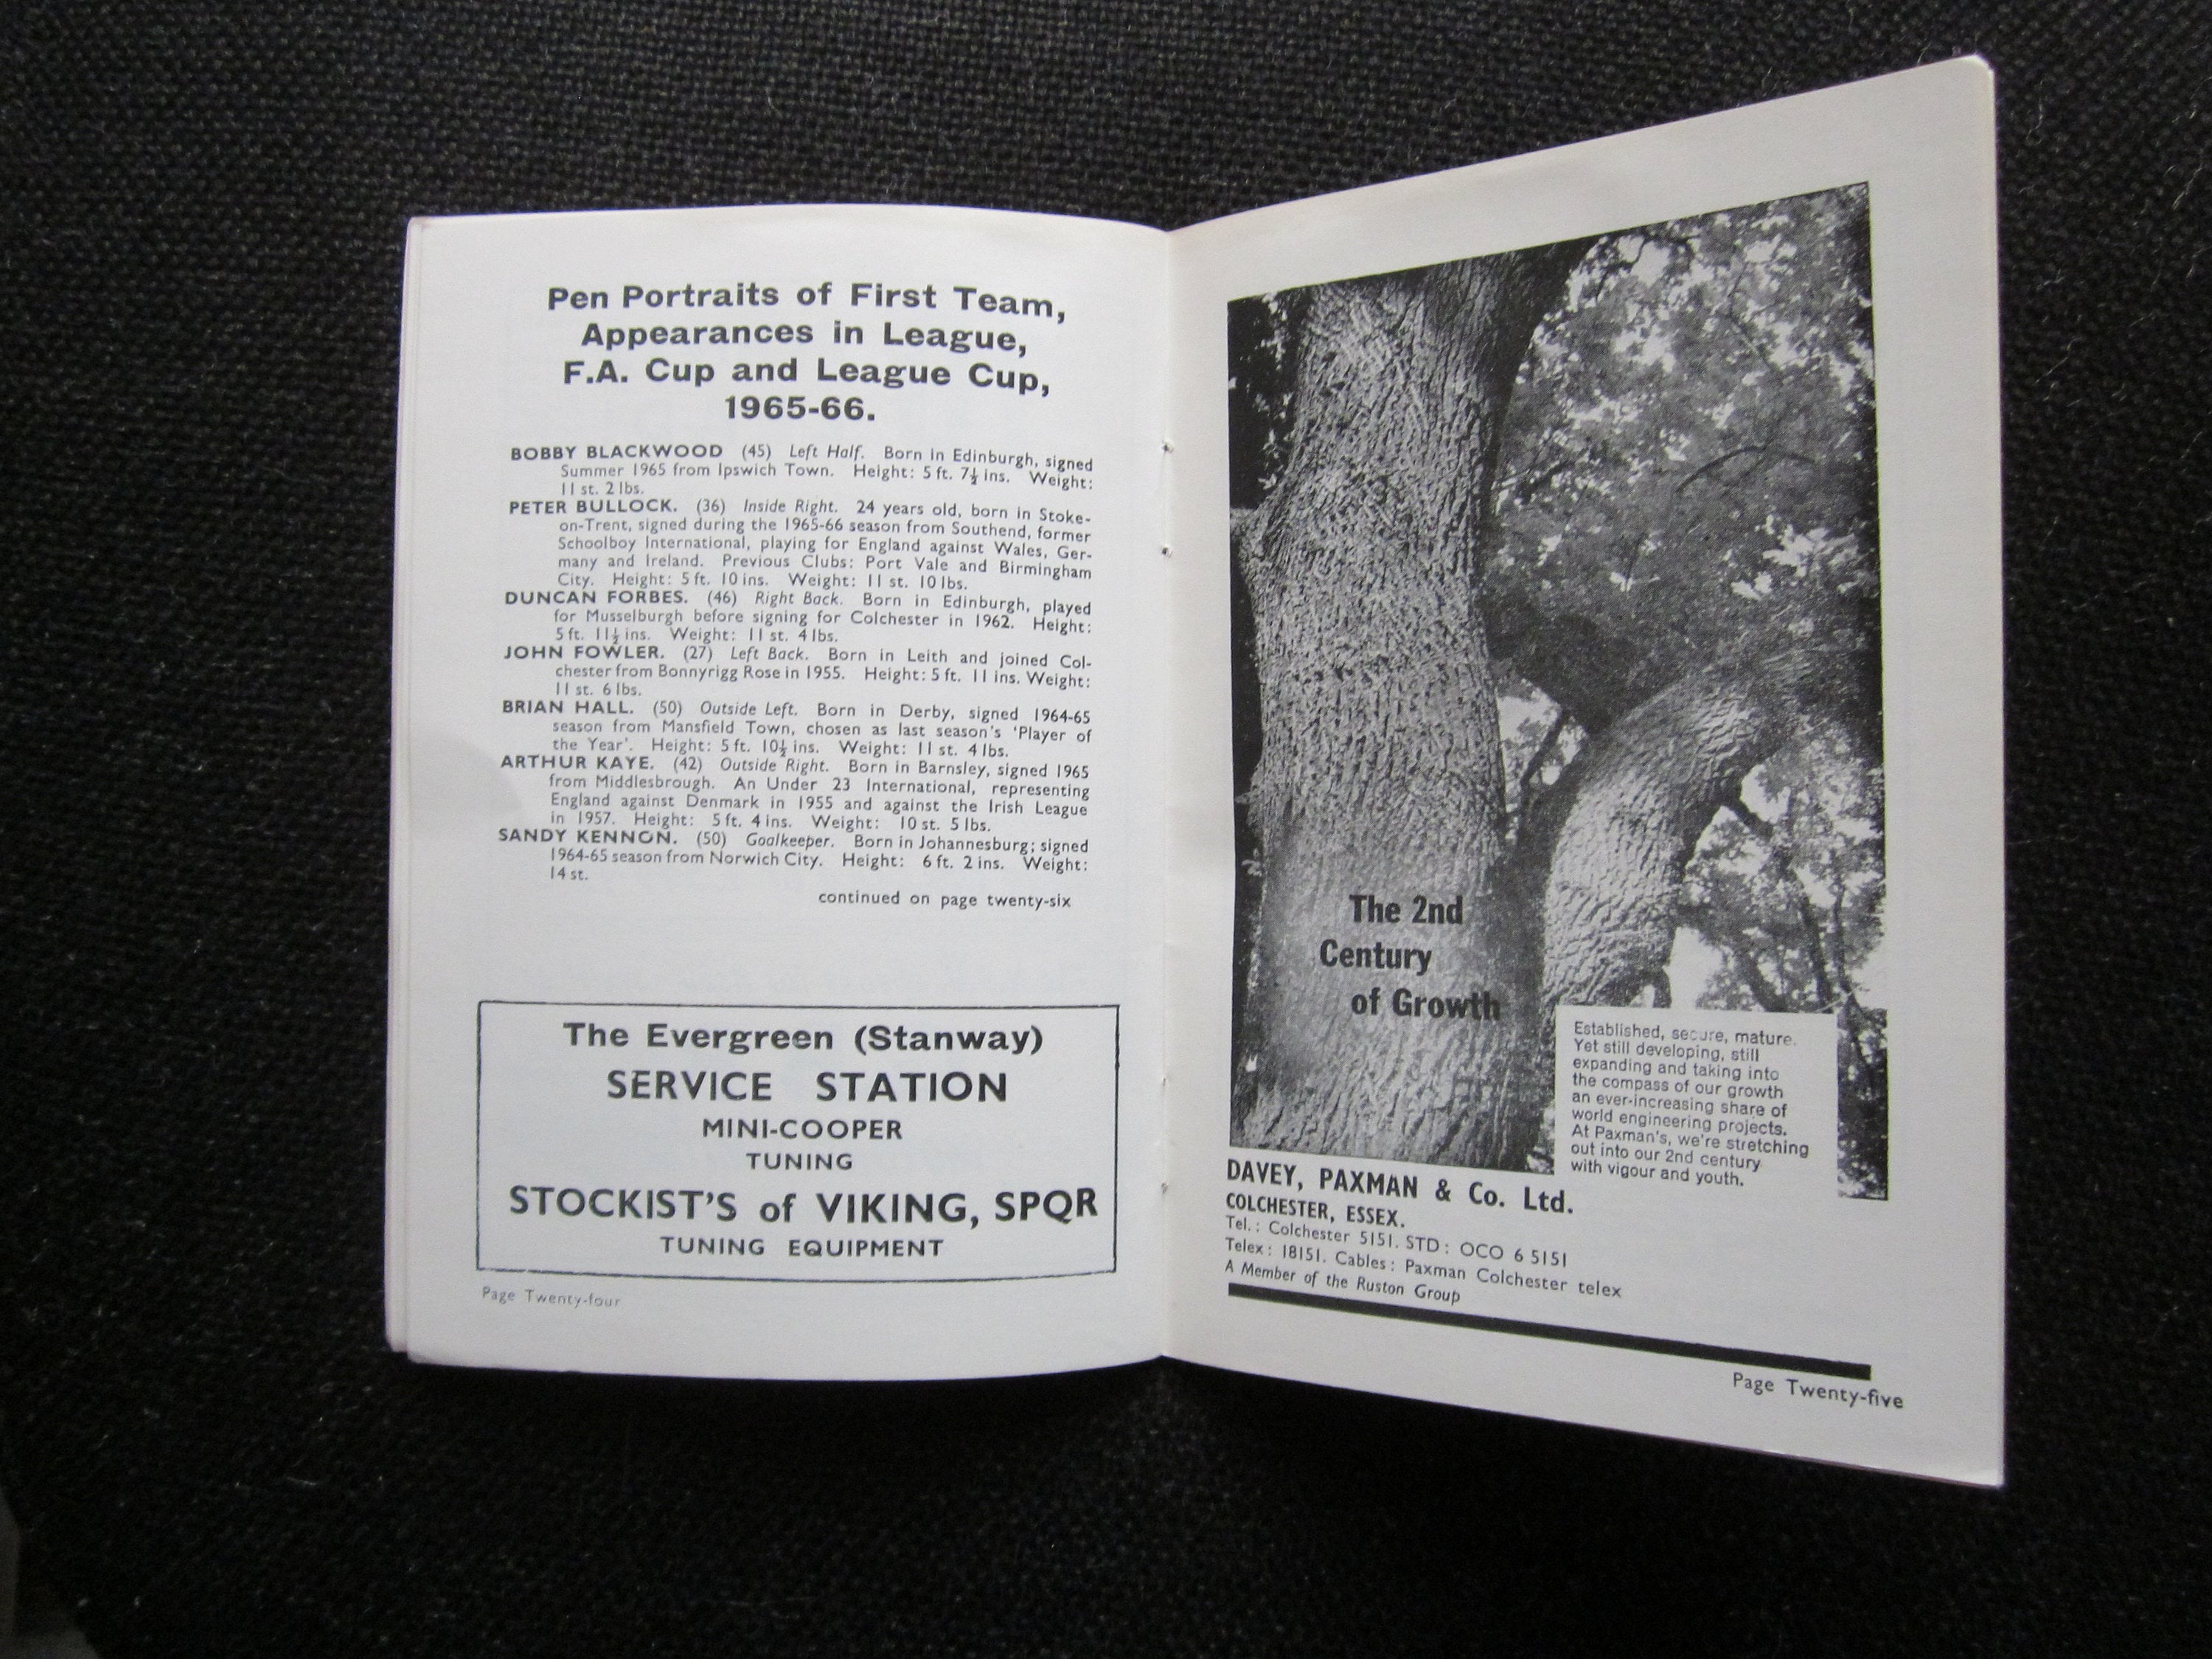 Pen Portraits of First Team,
Appearances in League,
F.A. Cup and League Cup,
1965-66.
BOBBY BLACKWOOD (45) Left Half. Born in Edinburgh, signed
Summer 1965 from Ipswich Town. Height: 5 ft. 7½ ins. Weight:
11 st. 2 lbs.
PETER BULLOCK. (36) Inside Right. 24 years old, born in Stoke-
on-Trent, signed during the 1965-66 season from Southend, former
Schoolboy International, playing for England against Wales, Ger-
many and Ireland. Previous Clubs: Port Vale and Birmingham
City. Height: 5 ft. 10 ins. Weight: 11 st. 10 lbs.
DUNCAN FORBES. (46) Right Back. Born in Edinburgh, played
for Musselburgh before signing for Colchester in 1962. Height:
5 ft. 11½ ins. Weight: 11 st. 4 lbs.
JOHN FOWLER. (27) Left Back. Born in Leith and joined Col-
chester from Bonnyrigg Rose in 1955. Height: 5 ft. 11 ins. Weight:
11 st. 6 lbs.
BRIAN HALL. (50) Outside Left. Born in Derby, signed 1964-65
season from Mansfield Town, chosen as last season's 'Player of
the Year'. Height: 5 ft. 10½ ins. Weight: 11 st. 4 lbs.
ARTHUR KAYE. (42) Outside Right. Born in Barnsley, signed 1965
from Middlesbrough. An Under 23 International, representing
England against Denmark in 1955 and against the Irish League
in 1957. Height: 5 ft. 4 ins. Weight: 10 st. 5 lbs.
SANDY KENNON. (50) Goalkeeper. Born in Johannesburg; signed
1964-65 season from Norwich City. Height: 6 ft. 2 ins. Weight:
14 st.
continued on page twenty-six
The Evergreen (Stanway)
SERVICE STATION
MINI-COOPER
TUNING
STOCKIST'S of VIKING, SPQR
TUNING EQUIPMENT
Page Twenty-four
The 2nd
Century
of Growth
Established, secure, mature.
Yet still developing, still
expanding and taking into
the compass of our growth
an ever-increasing share of
world engineering projects.
At Paxman's, we're stretching
out into our 2nd century
with vigour and youth.
DAVEY, PAXMAN & Co. Ltd.
COLCHESTER, ESSEX.
Tel.: Colchester 5151. STD: OCO 6 5151
Telex: 18151. Cables: Paxman Colchester telex
A Member of the Ruston Group
Page Twenty-five